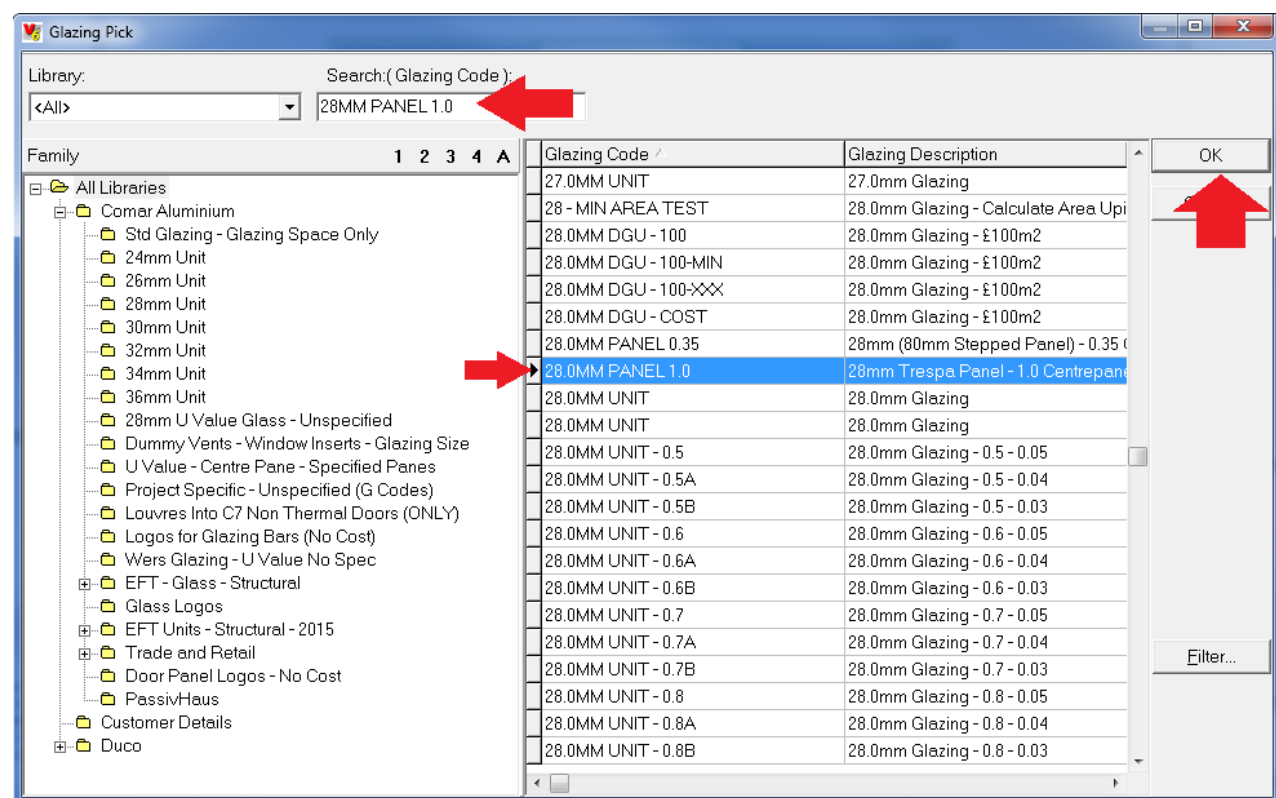 Glazing Pick
Library:
Search:( Glazing Code ):
<All>
28MM PANEL 1.0
Family 1 2 3 4 A
All Libraries
Comar Aluminium
Std Glazing - Glazing Space Only
24mm Unit
26mm Unit
28mm Unit
30mm Unit
32mm Unit
34mm Unit
36mm Unit
28mm U Value Glass - Unspecified
Dummy Vents - Window Inserts - Glazing Size
U Value - Centre Pane - Specified Panes
Project Specific - Unspecified (G Codes)
Louvres Into C7 Non Thermal Doors (ONLY)
Logos for Glazing Bars (No Cost)
Wers Glazing - U Value No Spec
EFT - Glass - Structural
Glass Logos
EFT Units - Structural - 2015
Trade and Retail
Door Panel Logos - No Cost
PassivHaus
Customer Details
Duco
Glazing Code Glazing Description
27.0MM UNIT 27.0mm Glazing
28 - MIN AREA TEST 28.0mm Glazing - Calculate Area Upi
28.0MM DGU - 100 28.0mm Glazing - £100m2
28.0MM DGU - 100-MIN 28.0mm Glazing - £100m2
28.0MM DGU - 100-XXX 28.0mm Glazing - £100m2
28.0MM DGU - COST 28.0mm Glazing - £100m2
28.0MM PANEL 0.35 28mm (80mm Stepped Panel) - 0.35
28.0MM PANEL 1.0 28mm Trespa Panel - 1.0 Centrepane
28.0MM UNIT 28.0mm Glazing
28.0MM UNIT 28.0mm Glazing
28.0MM UNIT - 0.5 28.0mm Glazing - 0.5 - 0.05
28.0MM UNIT - 0.5A 28.0mm Glazing - 0.5 - 0.04
28.0MM UNIT - 0.5B 28.0mm Glazing - 0.5 - 0.03
28.0MM UNIT - 0.6 28.0mm Glazing - 0.6 - 0.05
28.0MM UNIT - 0.6A 28.0mm Glazing - 0.6 - 0.04
28.0MM UNIT - 0.6B 28.0mm Glazing - 0.6 - 0.03
28.0MM UNIT - 0.7 28.0mm Glazing - 0.7 - 0.05
28.0MM UNIT - 0.7A 28.0mm Glazing - 0.7 - 0.04
28.0MM UNIT - 0.7B 28.0mm Glazing - 0.7 - 0.03
28.0MM UNIT - 0.8 28.0mm Glazing - 0.8 - 0.05
28.0MM UNIT - 0.8A 28.0mm Glazing - 0.8 - 0.04
28.0MM UNIT - 0.8B 28.0mm Glazing - 0.8 - 0.03
OK
Filter...